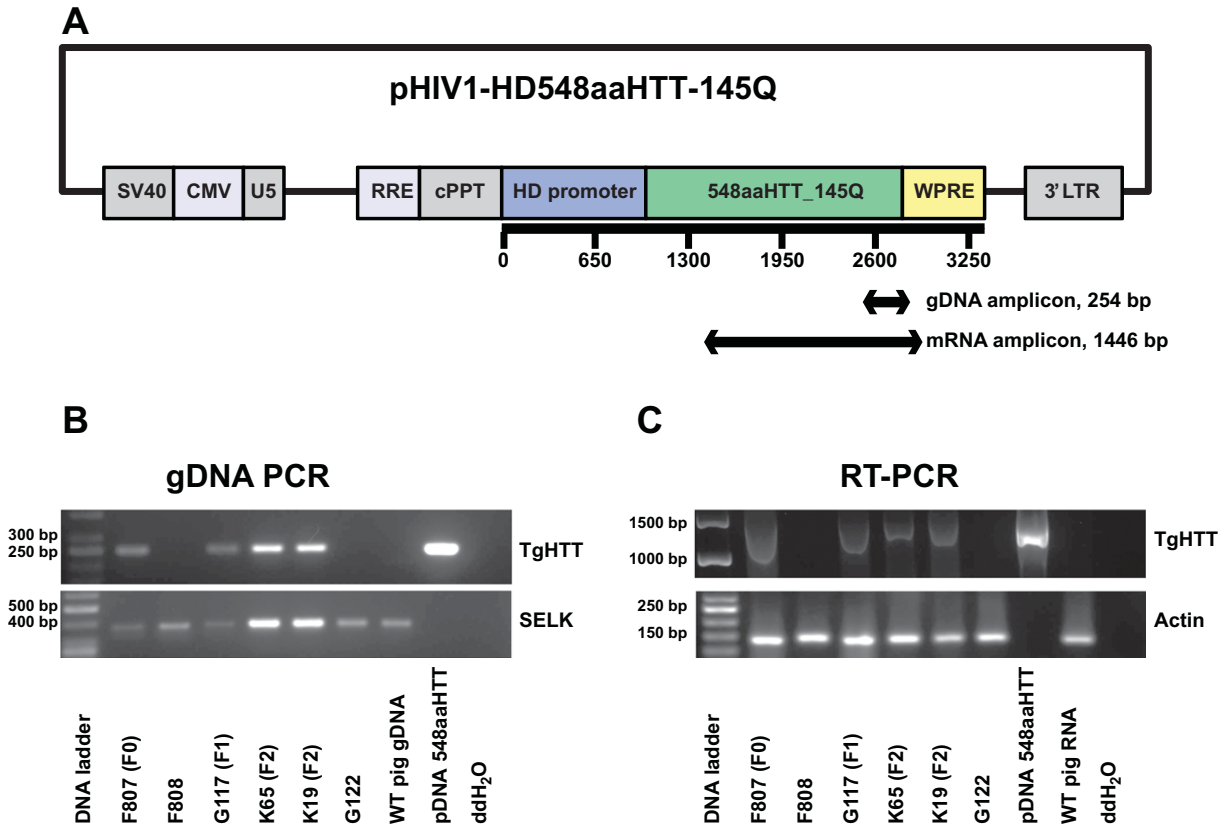 A
pHIV1-HD548aaHTT-145Q
SV40 CMV U5 RRE cPPT HD promoter 548aaHTT_145Q WPRE 3' LTR
0 650 1300 1950 2600 3250
gDNA amplicon, 254 bp
mRNA amplicon, 1446 bp
B
gDNA PCR
300 bp
250 bp
TgHTT
500 bp
400 bp
SELK
DNA ladder
F807 (F0)
F808
G117 (F1)
K65 (F2)
K19 (F2)
G122
WT pig gDNA
pDNA 548aaHTT
ddH₂O
C
RT-PCR
1500 bp
1000 bp
TgHTT
250 bp
150 bp
Actin
DNA ladder
F807 (F0)
F808
G117 (F1)
K65 (F2)
K19 (F2)
G122
pDNA 548aaHTT
WT pig RNA
ddH₂O